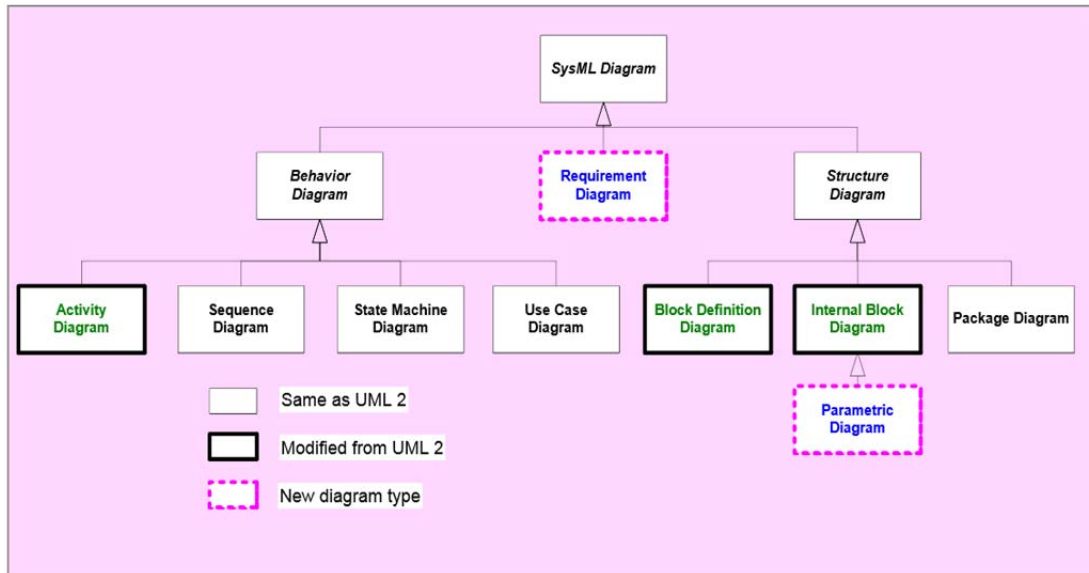 SysML Diagram
Behavior
Diagram
Requirement
Diagram
Structure
Diagram
Activity
Diagram
Sequence
Diagram
State Machine
Diagram
Use Case
Diagram
Block Definition
Diagram
Internal Block
Diagram
Package Diagram
Parametric
Diagram
Same as UML 2
Modified from UML 2
New diagram type